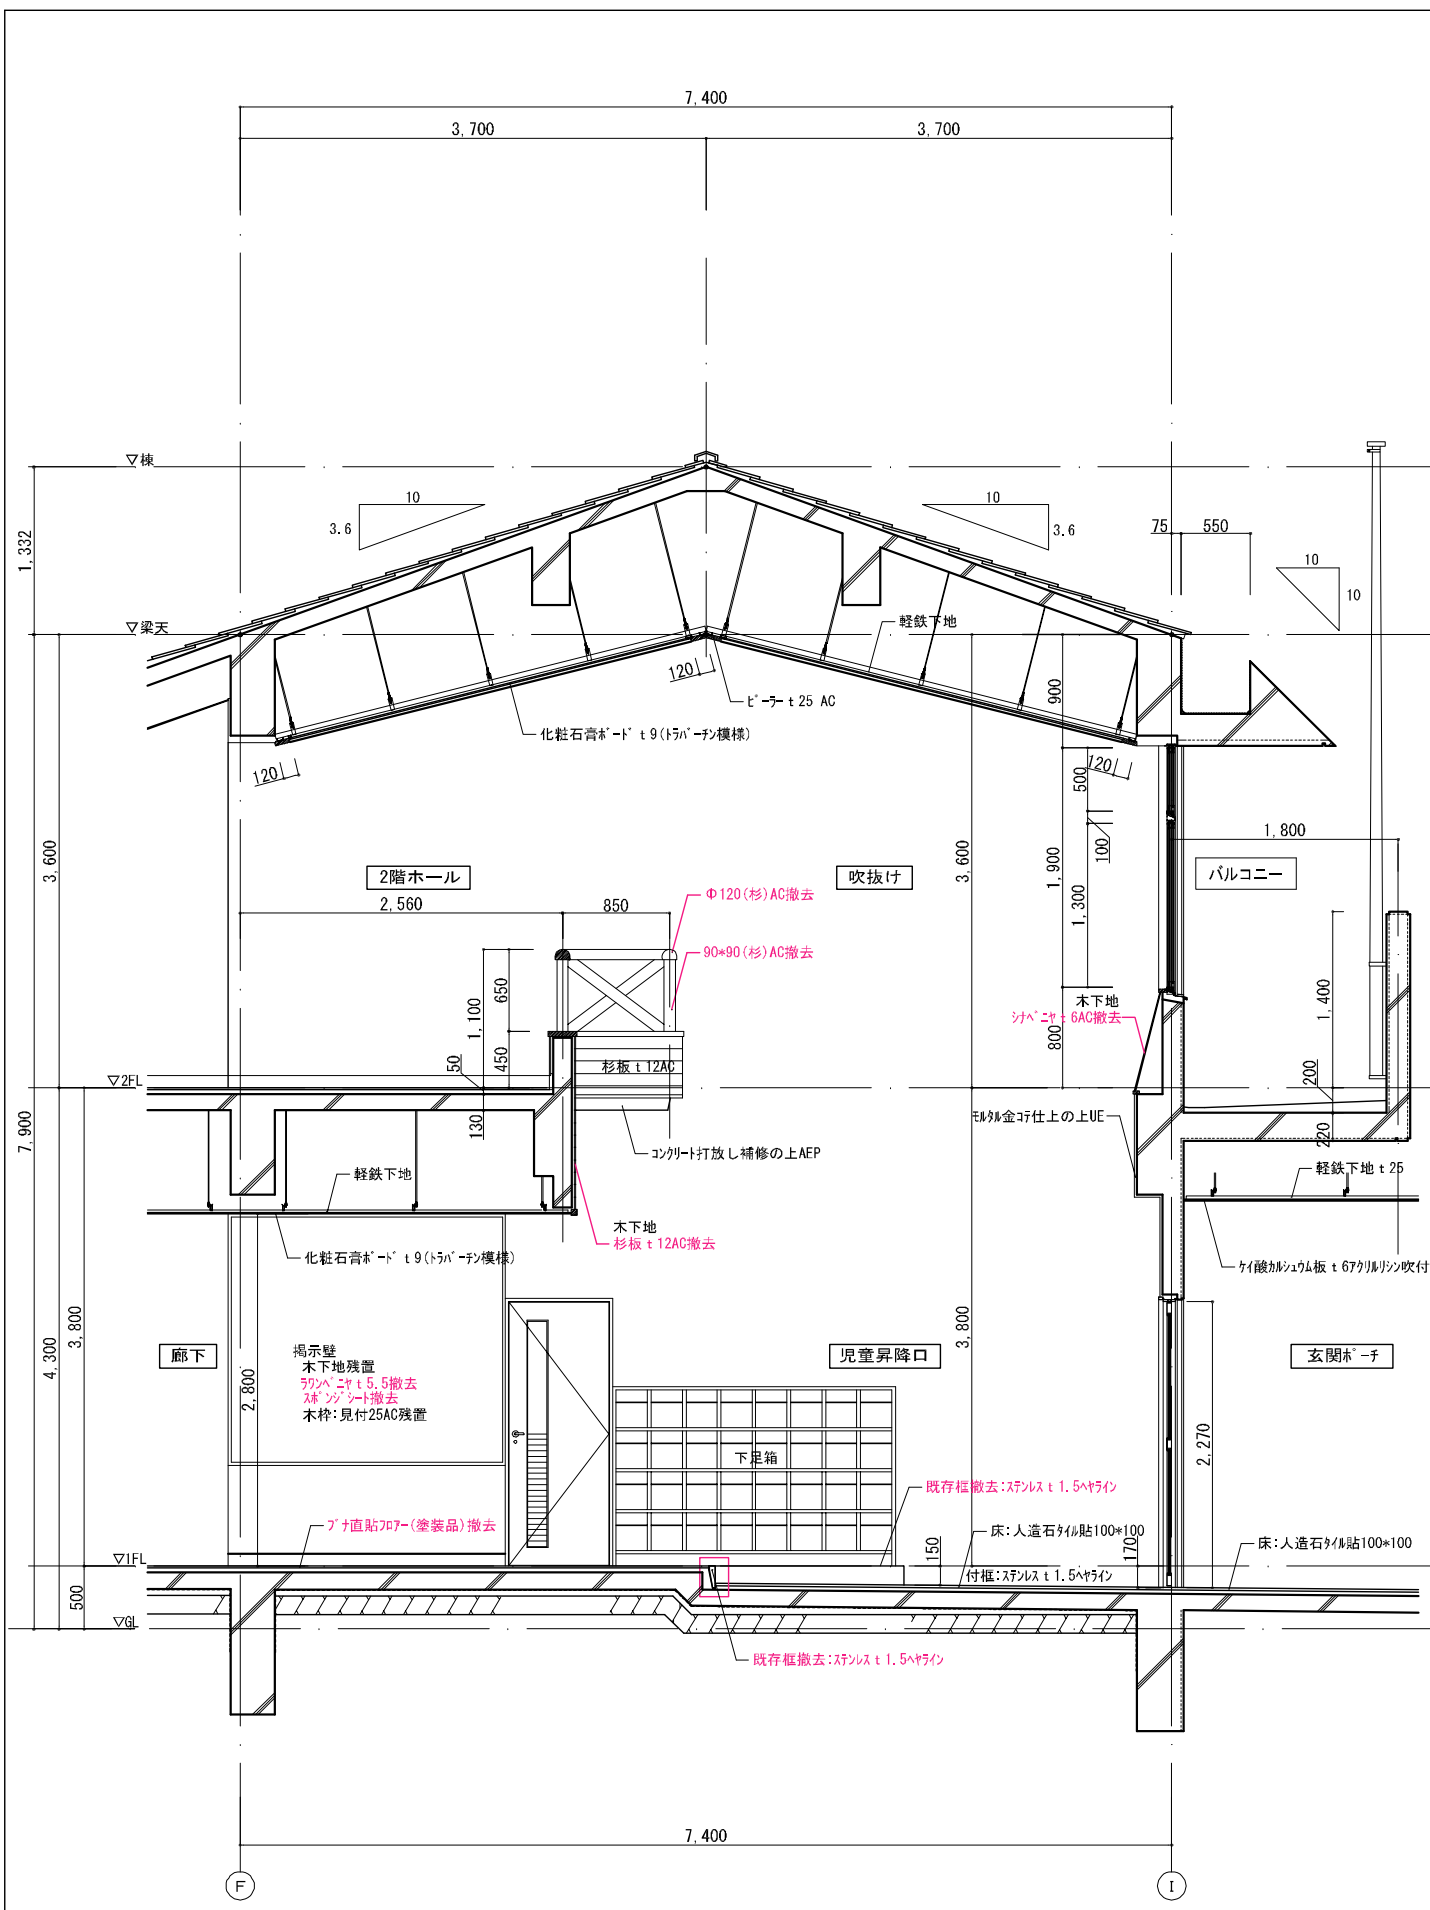 7,400
3,700
3,700
▽棟
10
3.6
10
3.6
75
550
10
10
1,332
▽梁天
軽鉄下地
120
ピーラー t 25 AC
化粧石膏ボード t 9(トラバーチン模様)
900
120
120
500
100
1,800
3,600
3,600
1,900
1,300
2階ホール
吹抜け
バルコニー
2,560
850
Φ120(杉)AC撤去
90*90(杉)AC撤去
1,100
650
450
50
木下地
シナベニヤ t 6AC撤去
800
1,400
200
220
杉板 t 12AC
▽2FL
130
7,900
モルタル金コテ仕上の上UE
コンクリート打放し補修の上AEP
軽鉄下地
軽鉄下地 t 25
木下地
杉板 t 12AC撤去
化粧石膏ボード t 9(トラバーチン模様)
ケイ酸カルシュウム板 t 6アクリルリシン吹付
4,300
3,800
3,800
廊下
掲示壁
木下地残置
ラワンベニヤ t 5.5撤去
スポンジシート撤去
木枠:見付25AC残置
2,800
児童昇降口
玄関ポーチ
2,270
下足箱
既存框撤去:ステンレス t 1.5ヘヤライン
ブナ直貼フロアー(塗装品)撤去
床:人造石タイル貼100*100
床:人造石タイル貼100*100
150
170
▽1FL
付框:ステンレス t 1.5ヘヤライン
500
▽GL
既存框撤去:ステンレス t 1.5ヘヤライン
7,400
F
I